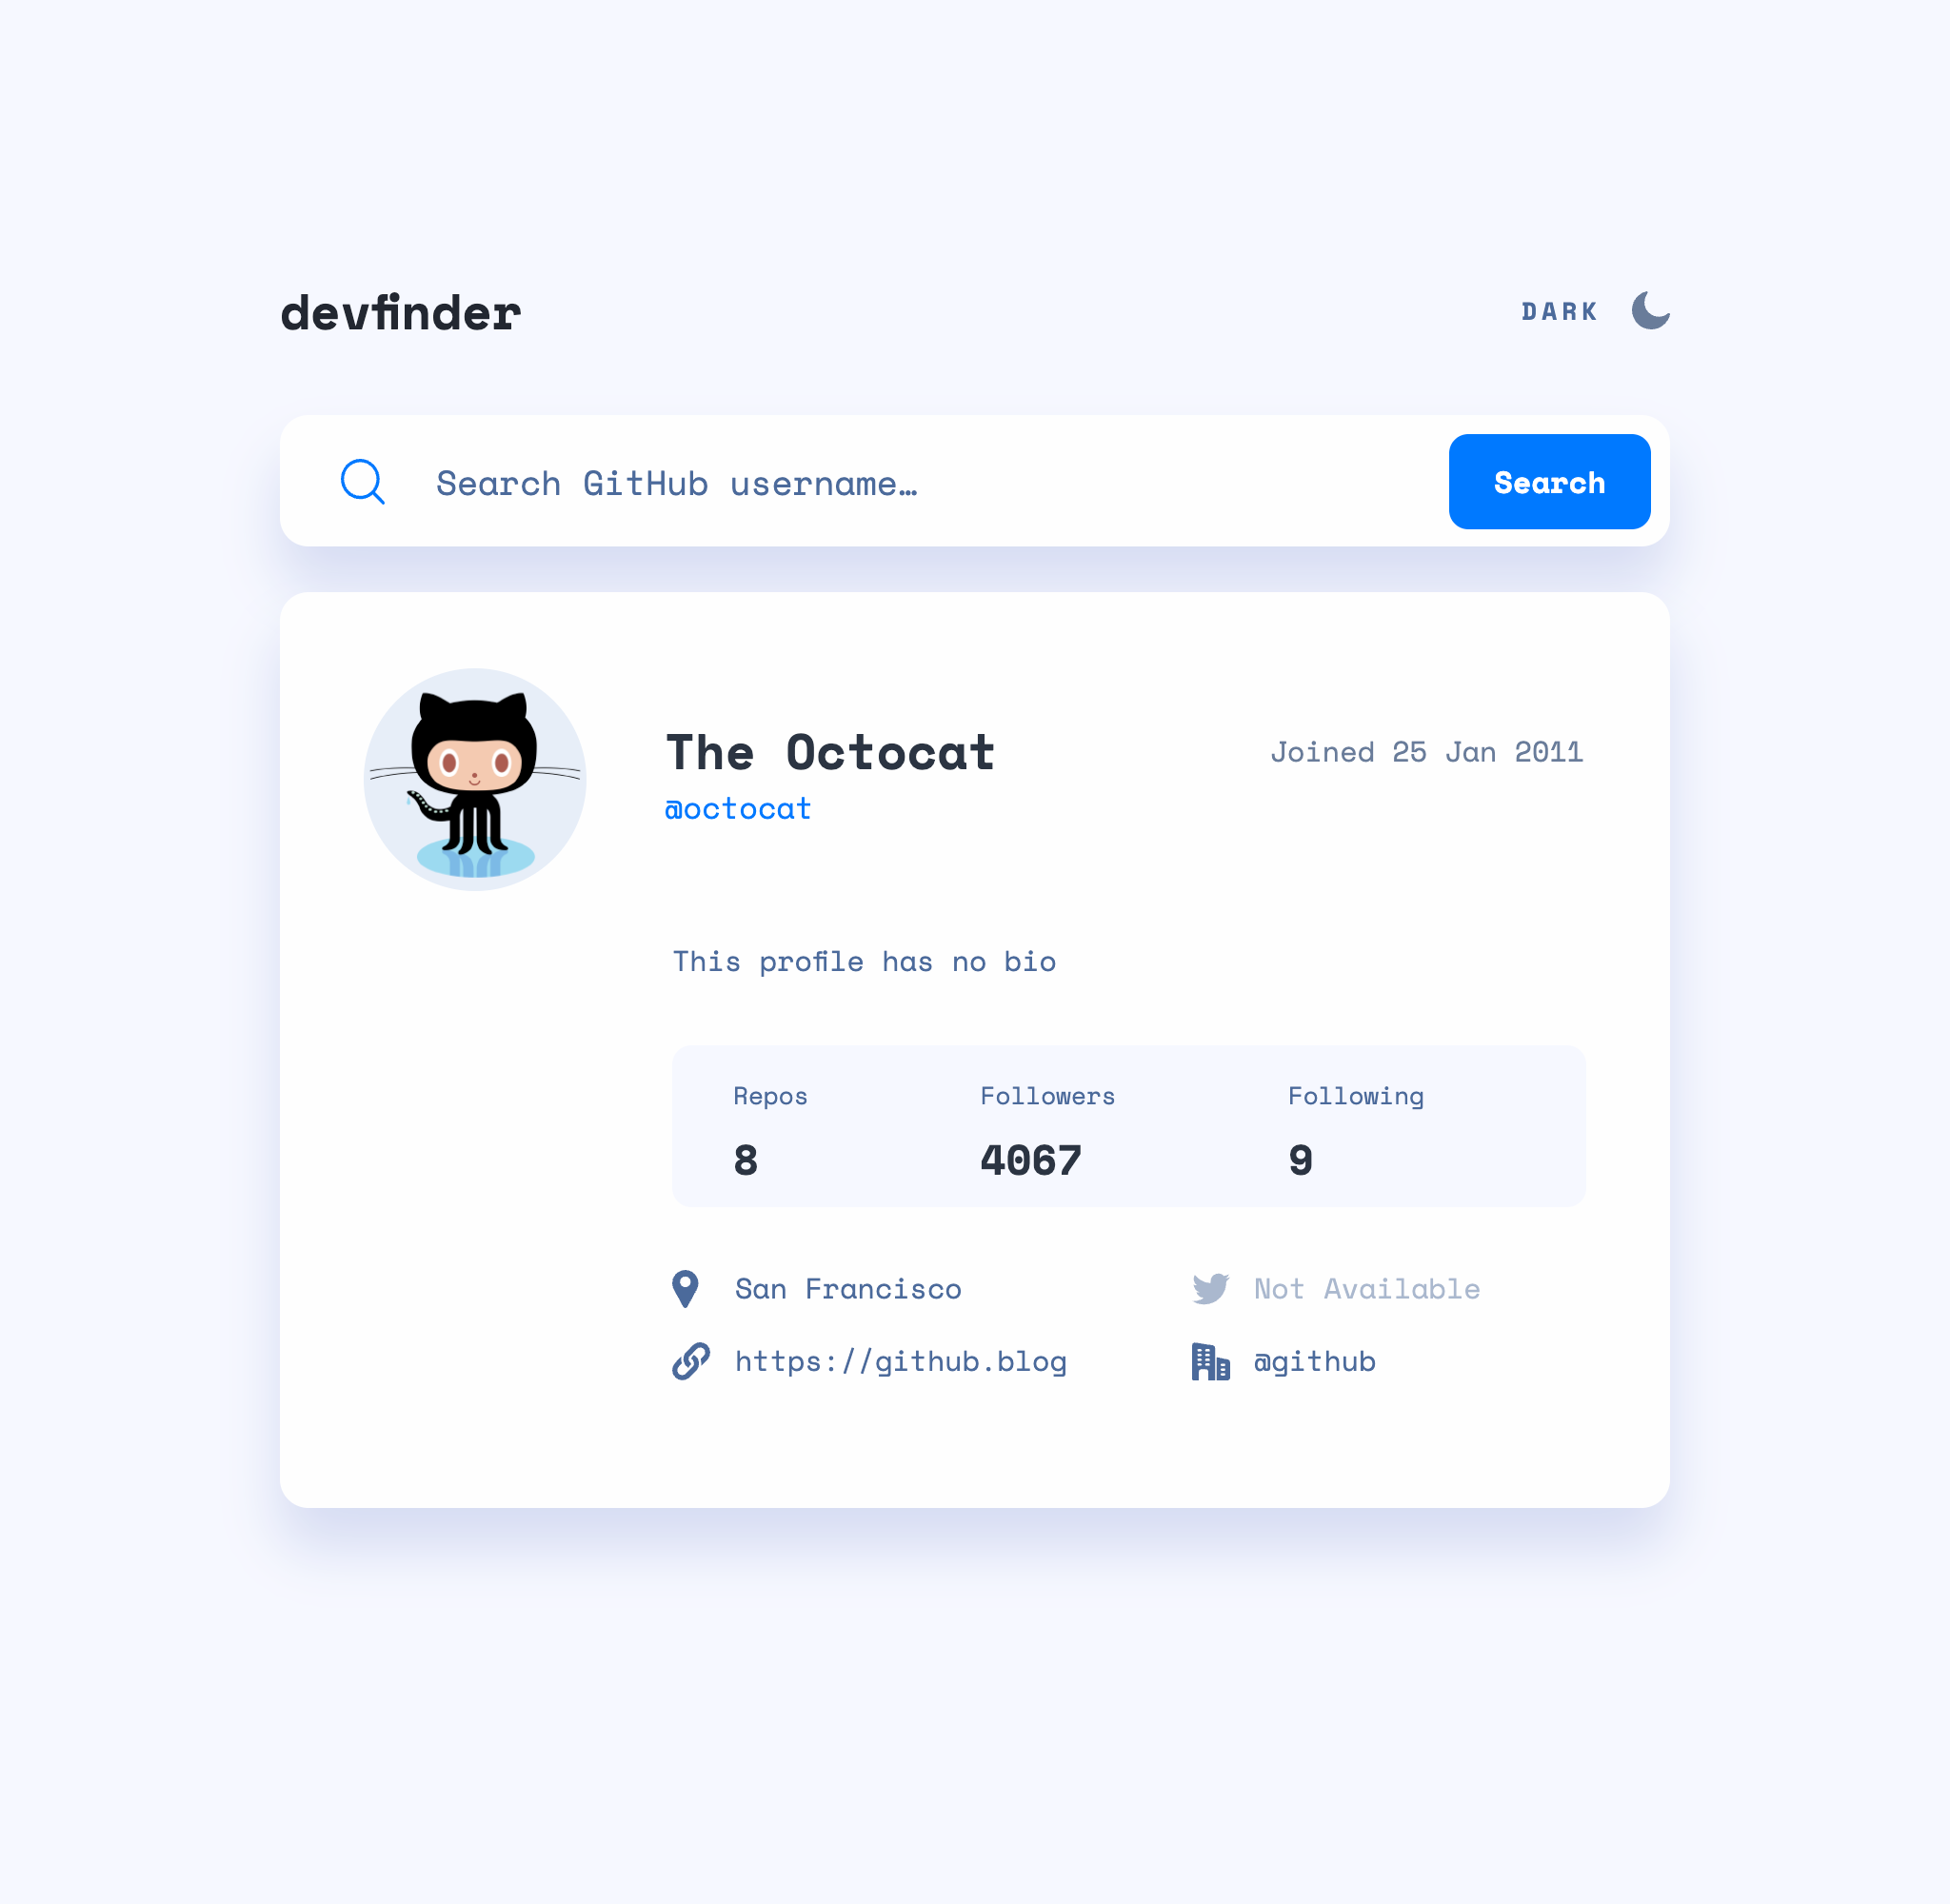 devfinder
DARK
Search GitHub username…
Search
The Octocat
Joined 25 Jan 2011
@octocat
This profile has no bio
Repos
Followers
Following
8
4067
9
San Francisco
Not Available
https://github.blog
@github